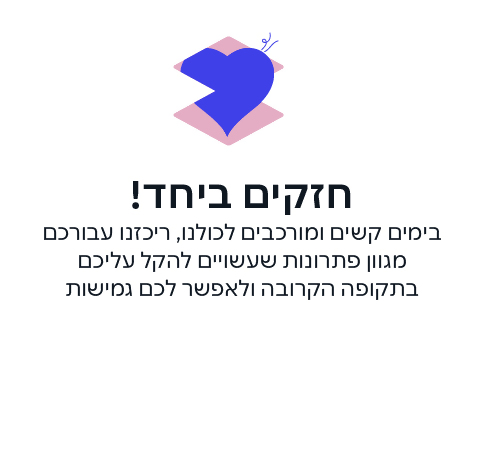 חזקים ביחד!
בימים קשים ומורכבים לכולנו, ריכזנו עבורכם
מגוון פתרונות שעשויים להקל עליכם
בתקופה הקרובה ולאפשר לכם גמישות